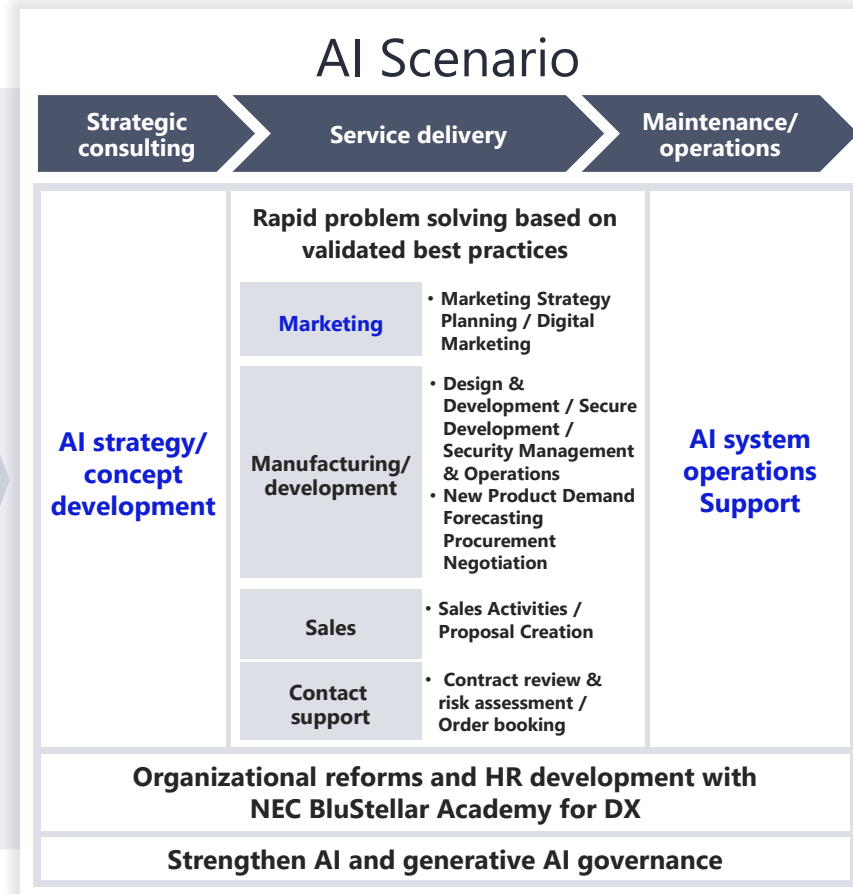 AI Scenario
Strategic
consulting
Service delivery
Maintenance/
operations
Rapid problem solving based on
validated best practices
AI strategy/
concept
development
Marketing
• Marketing Strategy
Planning / Digital
Marketing
Manufacturing/
development
• Design &
Development / Secure
Development /
Security Management
& Operations
• New Product Demand
Forecasting
Procurement
Negotiation
Sales
• Sales Activities /
Proposal Creation
Contact
support
• Contract review &
risk assessment /
Order booking
AI system
operations
Support
Organizational reforms and HR development with
NEC BluStellar Academy for DX
Strengthen AI and generative AI governance